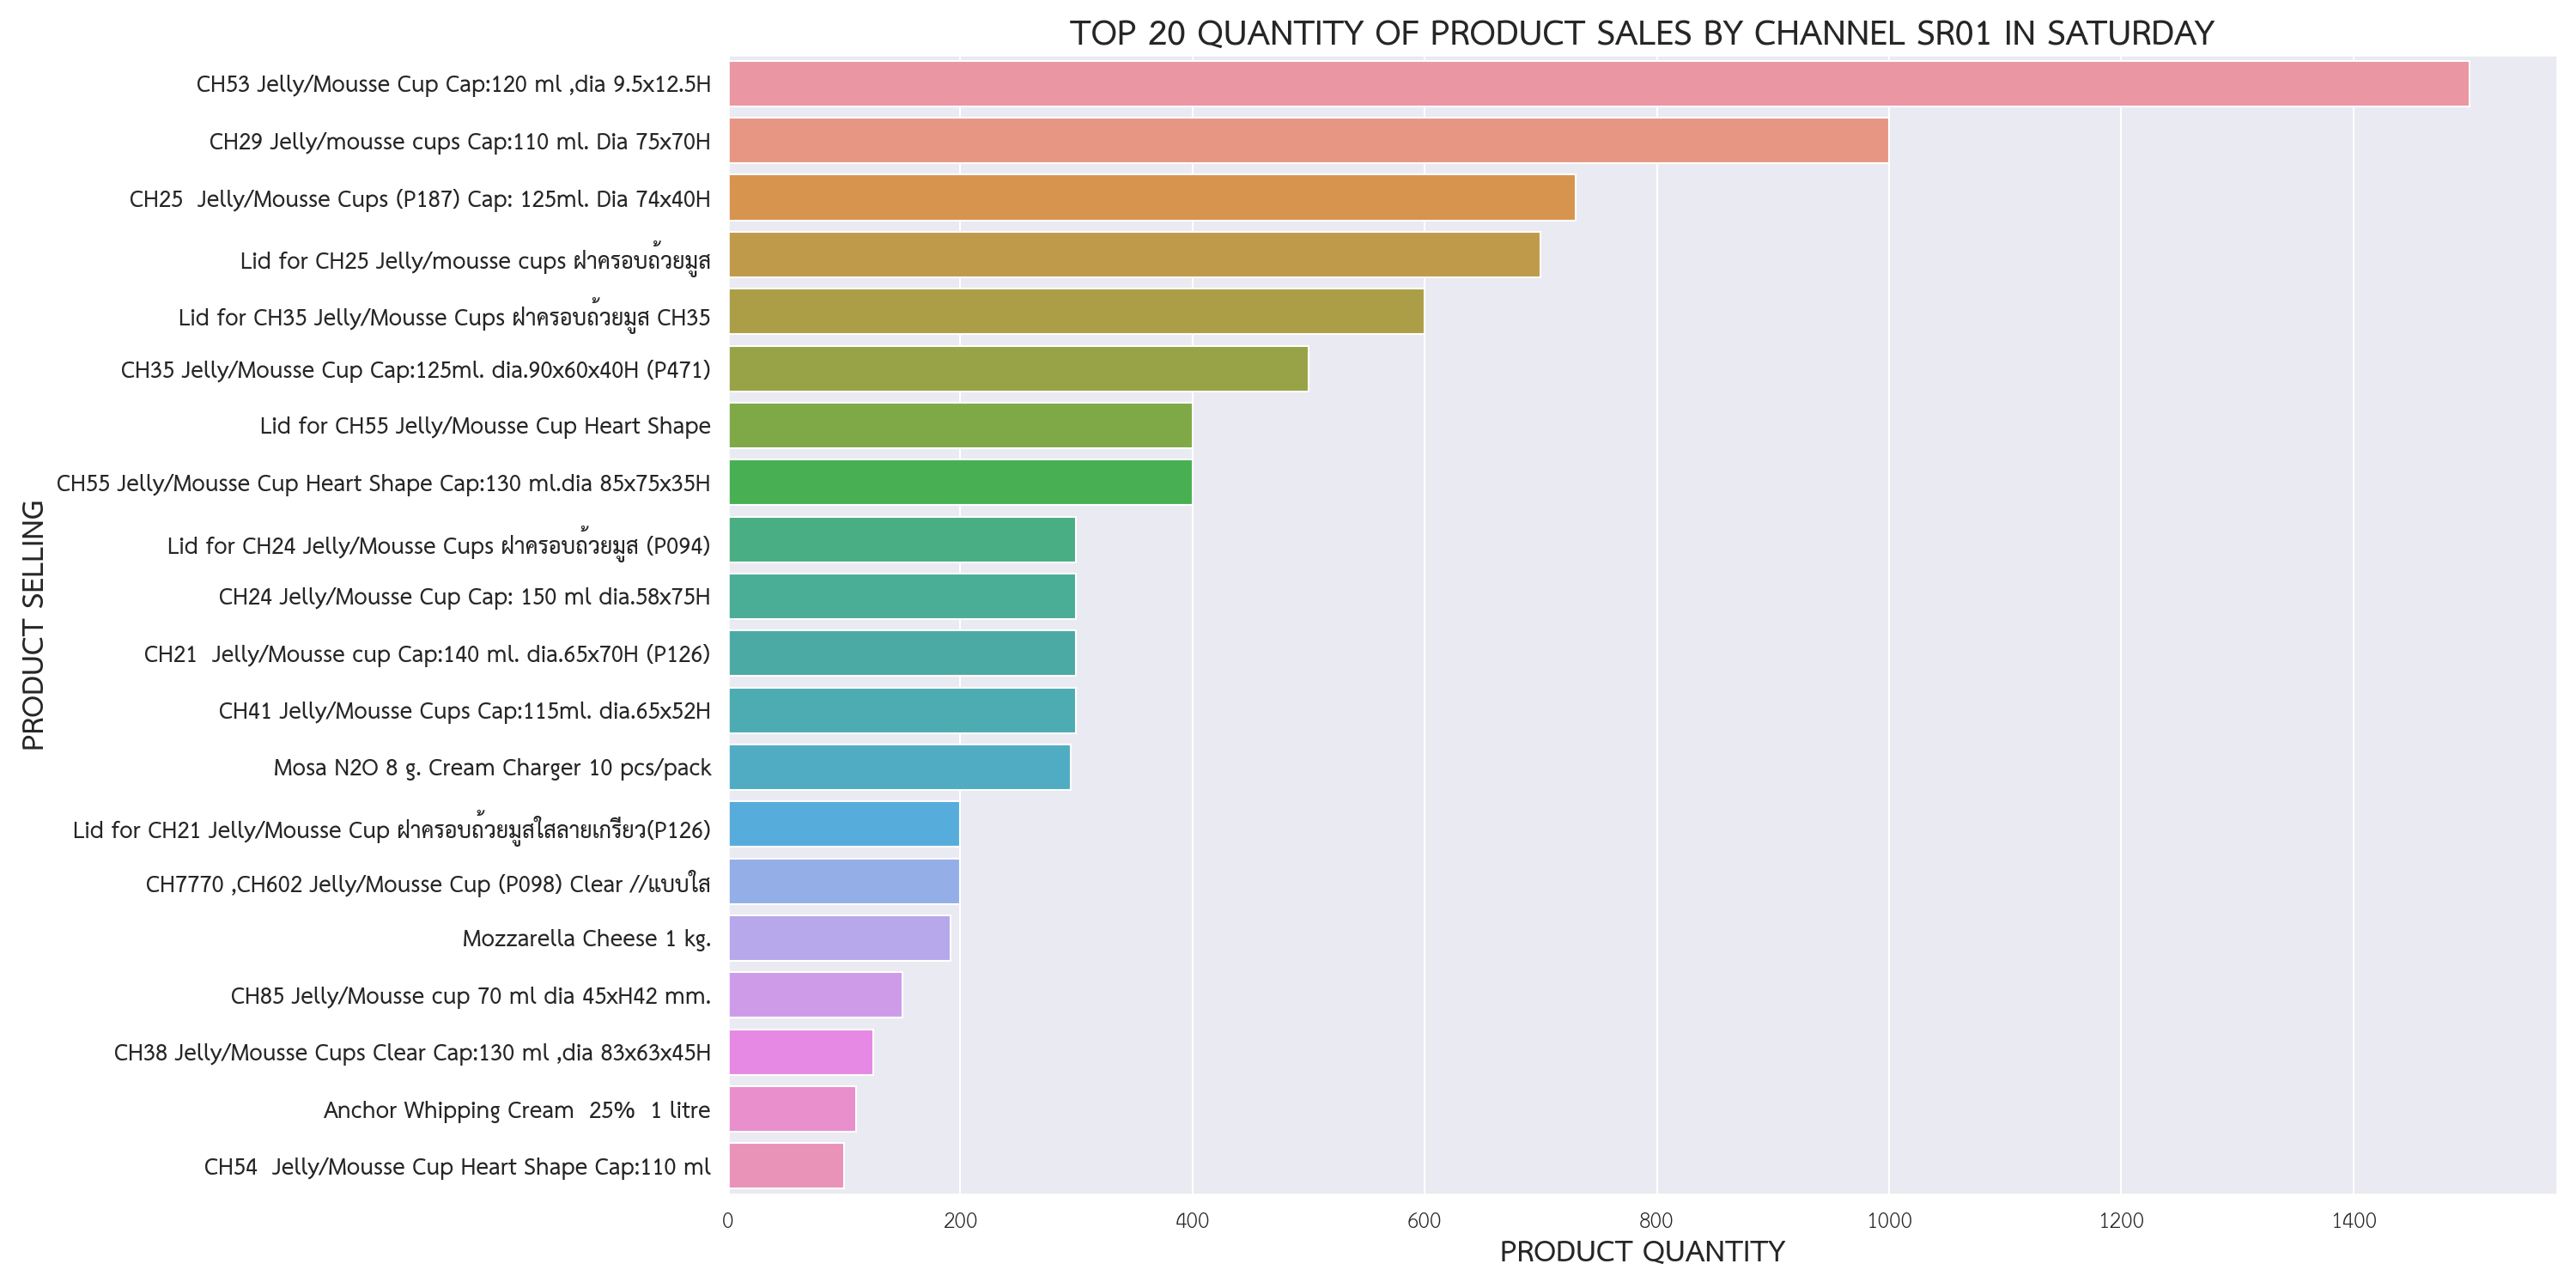 TOP 20 QUANTITY OF PRODUCT SALES BY CHANNEL SR01 IN SATURDAY
PRODUCT SELLING
CH53 Jelly/Mousse Cup Cap:120 ml ,dia 9.5x12.5H
CH29 Jelly/mousse cups Cap:110 ml. Dia 75x70H
CH25  Jelly/Mousse Cups (P187) Cap: 125ml. Dia 74x40H
Lid for CH25 Jelly/mousse cups ฝาครอบถ้วยมูส
Lid for CH35 Jelly/Mousse Cups ฝาครอบถ้วยมูส CH35
CH35 Jelly/Mousse Cup Cap:125ml. dia.90x60x40H (P471)
Lid for CH55 Jelly/Mousse Cup Heart Shape
CH55 Jelly/Mousse Cup Heart Shape Cap:130 ml.dia 85x75x35H
Lid for CH24 Jelly/Mousse Cups ฝาครอบถ้วยมูส (P094)
CH24 Jelly/Mousse Cup Cap: 150 ml dia.58x75H
CH21  Jelly/Mousse cup Cap:140 ml. dia.65x70H (P126)
CH41 Jelly/Mousse Cups Cap:115ml. dia.65x52H
Mosa N2O 8 g. Cream Charger 10 pcs/pack
Lid for CH21 Jelly/Mousse Cup ฝาครอบถ้วยมูสใสลายเกรียว(P126)
CH7770 ,CH602 Jelly/Mousse Cup (P098) Clear //แบบใส
Mozzarella Cheese 1 kg.
CH85 Jelly/Mousse cup 70 ml dia 45xH42 mm.
CH38 Jelly/Mousse Cups Clear Cap:130 ml ,dia 83x63x45H
Anchor Whipping Cream  25%  1 litre
CH54  Jelly/Mousse Cup Heart Shape Cap:110 ml
0 200 400 600 800 1000 1200 1400
PRODUCT QUANTITY